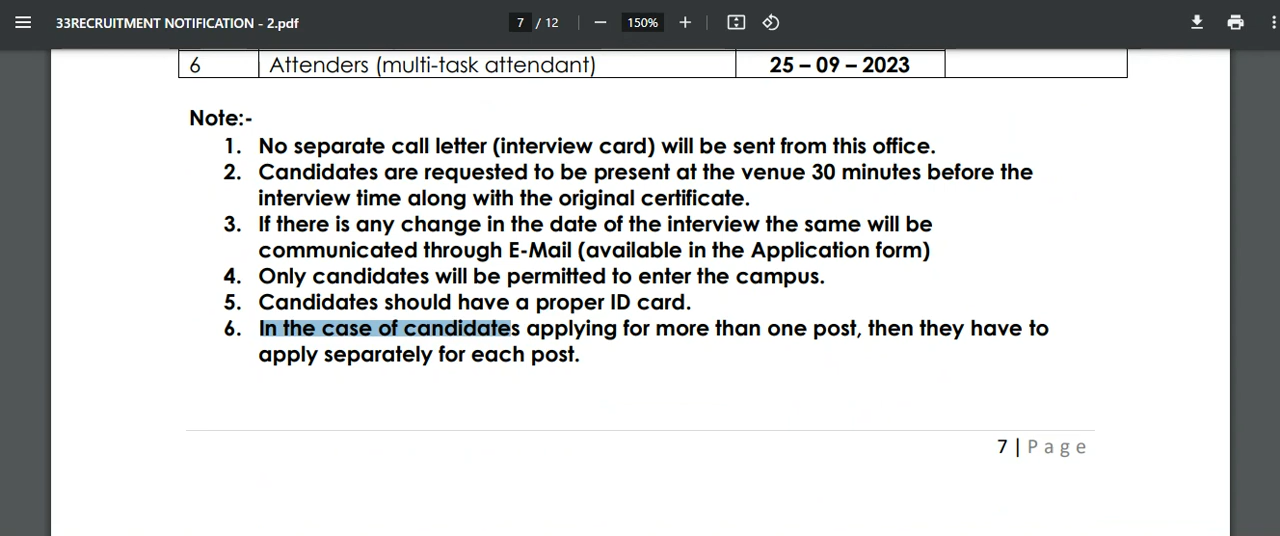 33RECRUITMENT NOTIFICATION - 2.pdf 7 / 12 150%
6 Attenders (multi-task attendant) 25 – 09 – 2023
Note:-
1. No separate call letter (interview card) will be sent from this office.
2. Candidates are requested to be present at the venue 30 minutes before the
interview time along with the original certificate.
3. If there is any change in the date of the interview the same will be
communicated through E-Mail (available in the Application form)
4. Only candidates will be permitted to enter the campus.
5. Candidates should have a proper ID card.
6. In the case of candidates applying for more than one post, then they have to
apply separately for each post.
7 | Page